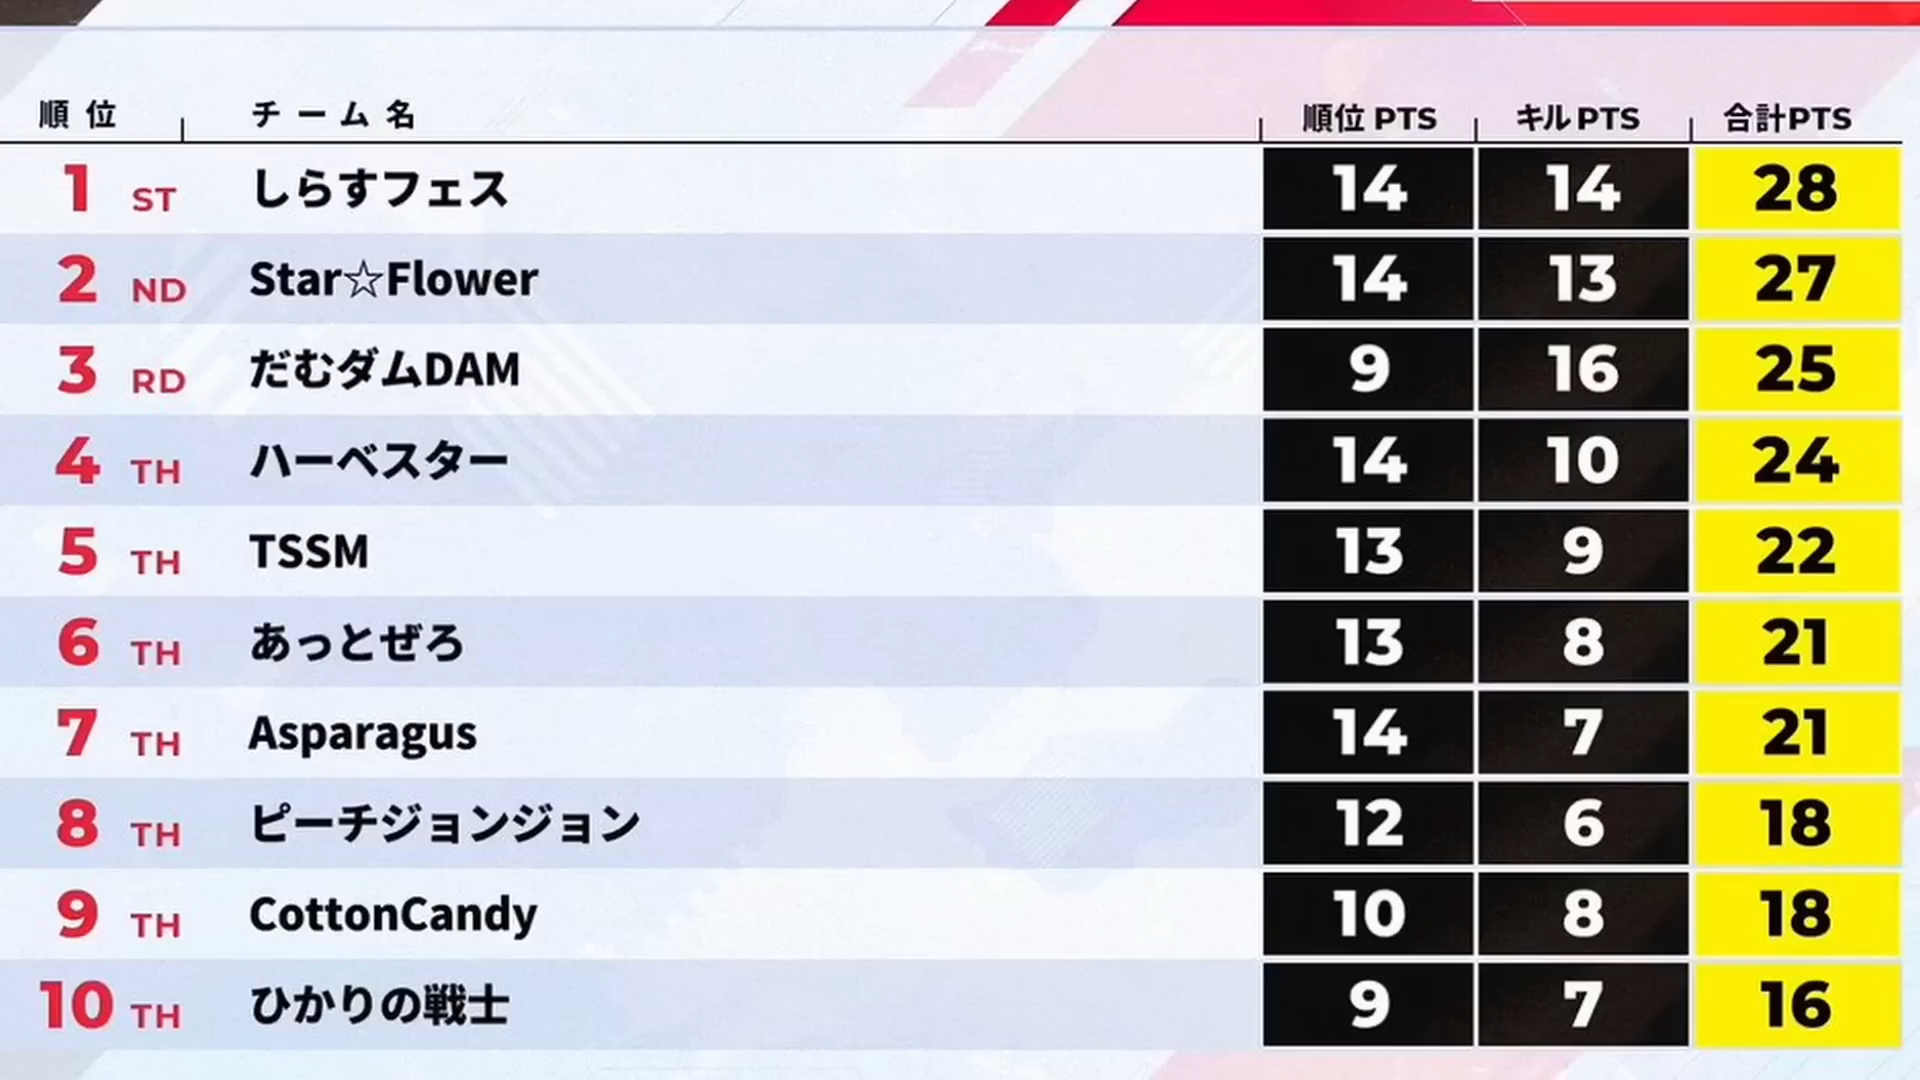 順位 チーム名 順位 PTS キル PTS 合計PTS
1 ST しらすフェス 14 14 28
2 ND Star☆Flower 14 13 27
3 RD だむダムDAM 9 16 25
4 TH ハーベスター 14 10 24
5 TH TSSM 13 9 22
6 TH あっとぜろ 13 8 21
7 TH Asparagus 14 7 21
8 TH ピーチジョンジョン 12 6 18
9 TH CottonCandy 10 8 18
10 TH ひかりの戦士 9 7 16